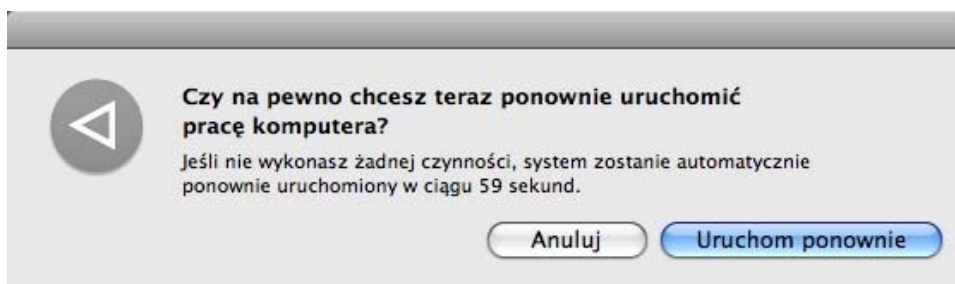 Czy na pewno chcesz teraz ponownie uruchomić
pracę komputera?
Jeśli nie wykonasz żadnej czynności, system zostanie automatycznie
ponownie uruchomiony w ciągu 59 sekund.
Anuluj Uruchom ponownie